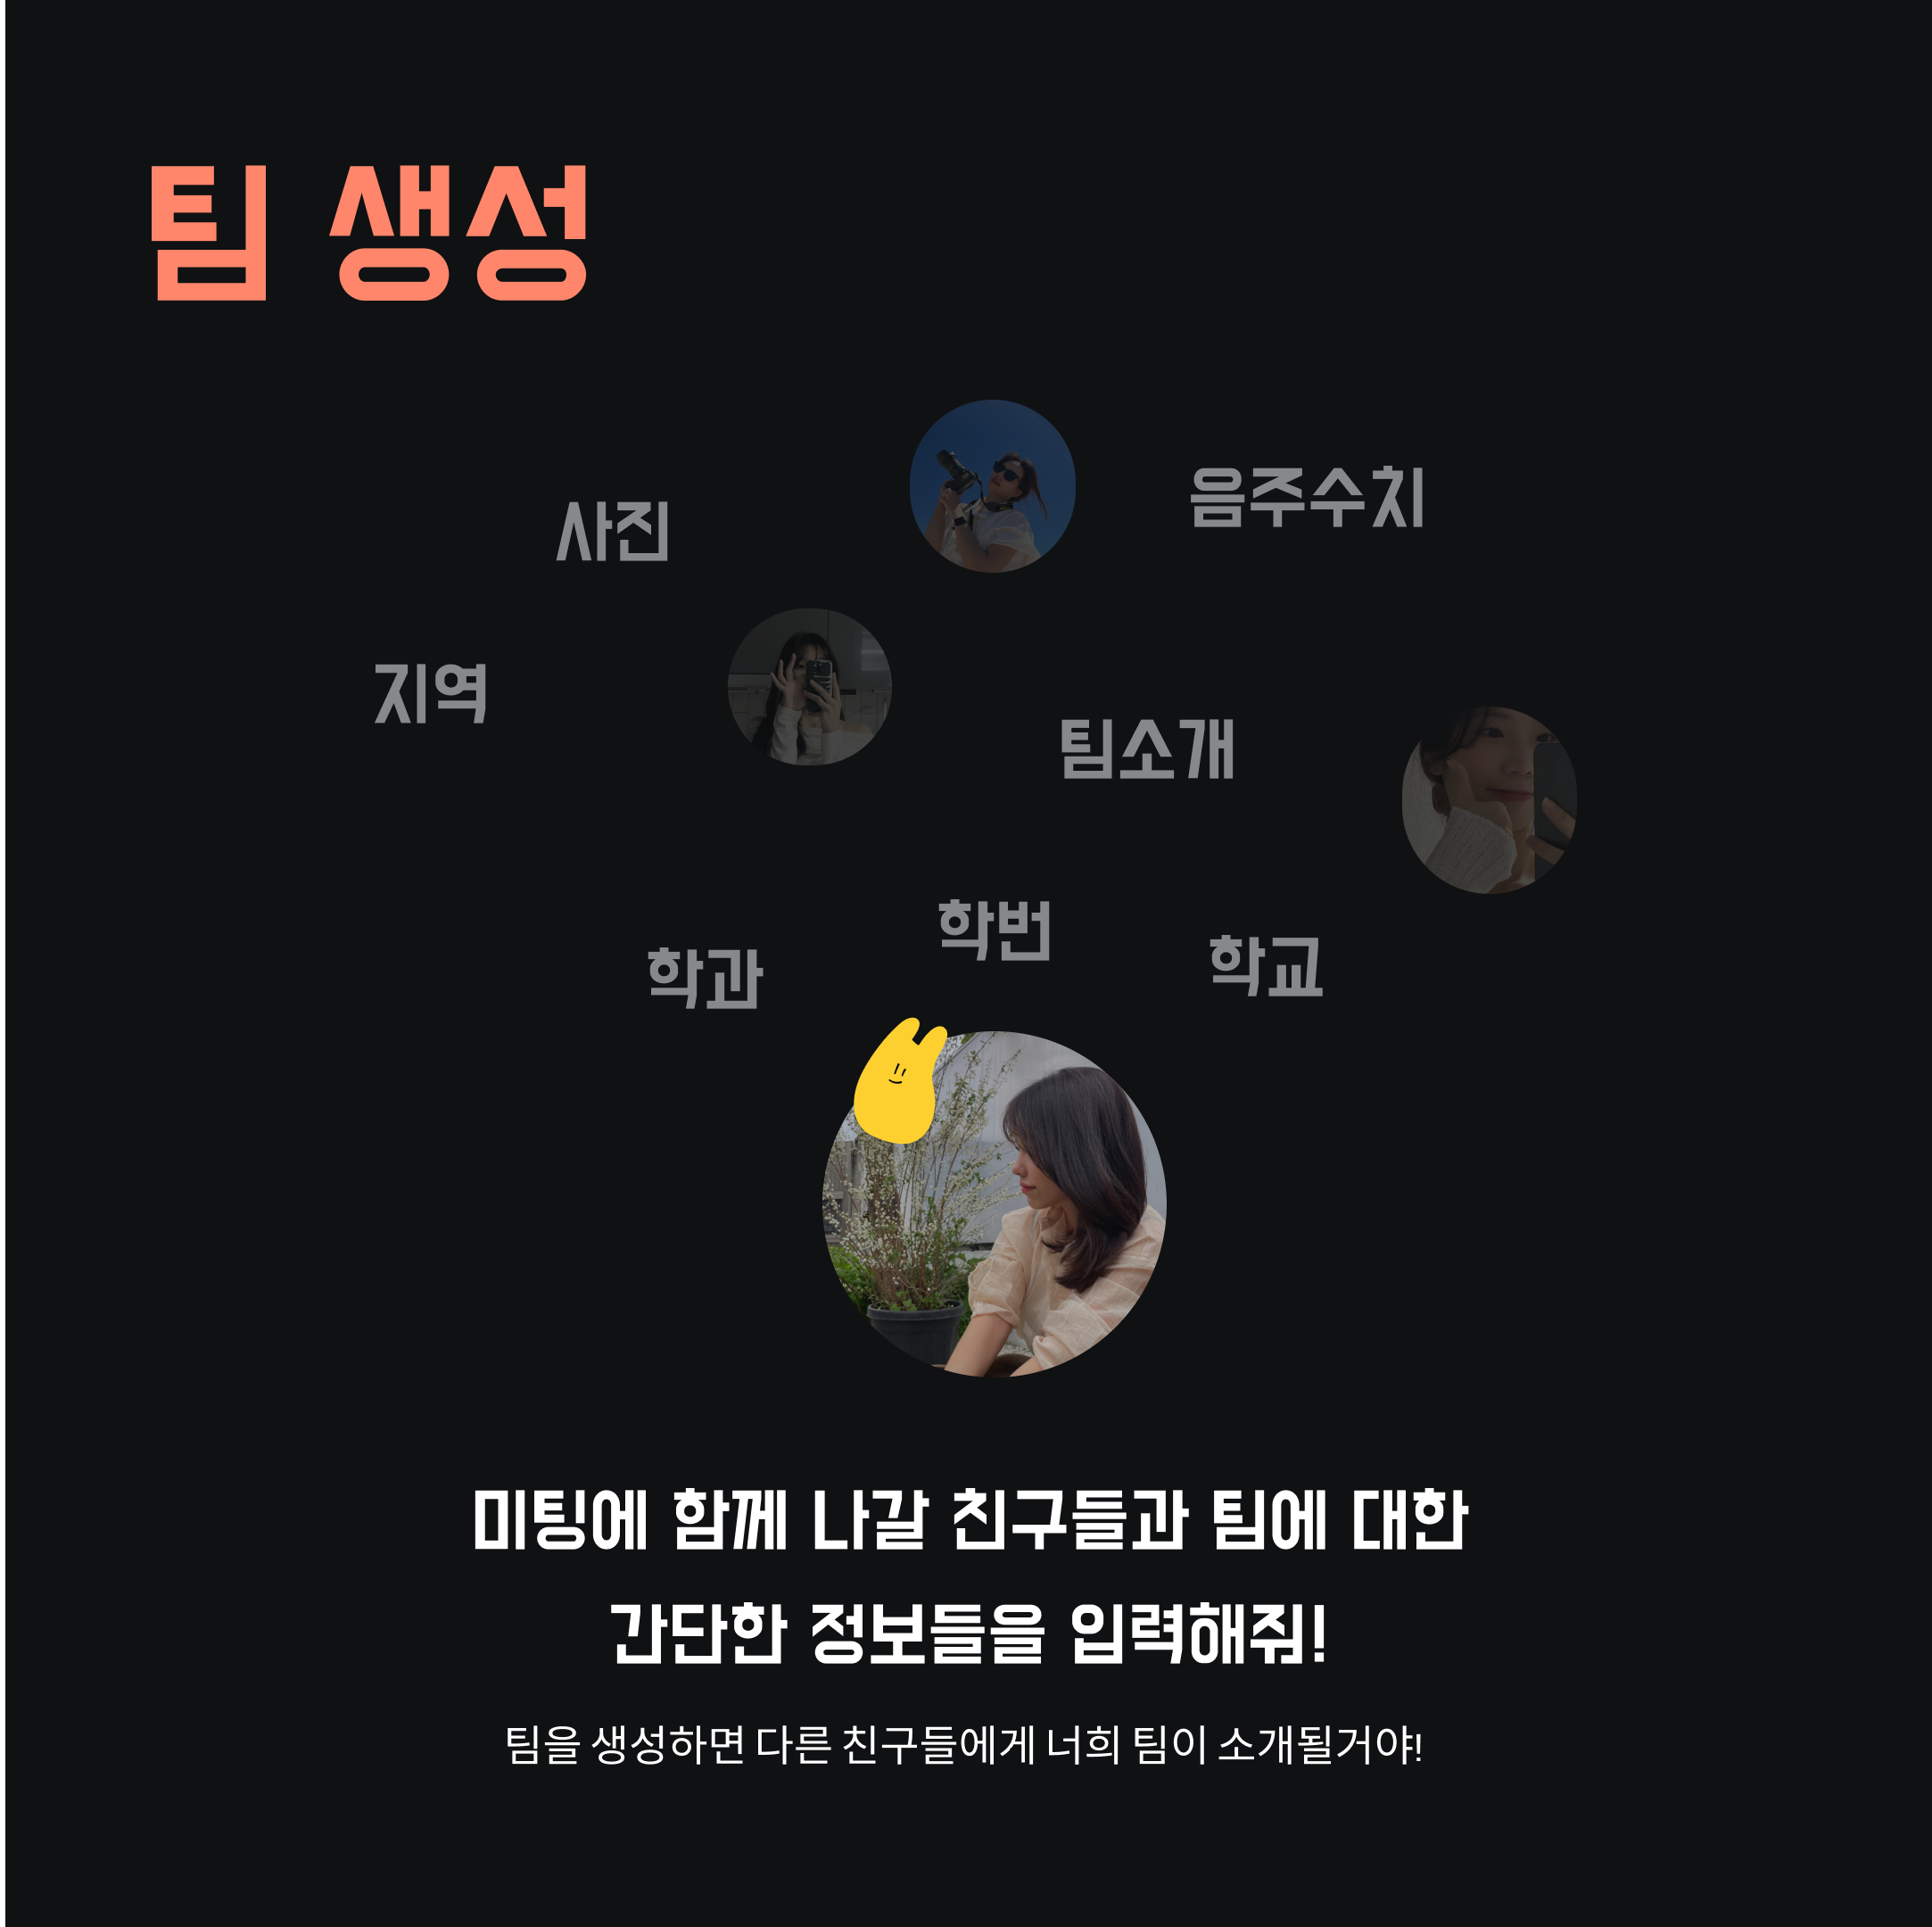 팀 생성
음주수치
사진
지역
팀소개
학번
학교
학과
미팅에 함께 나갈 친구들과 팀에 대한
간단한 정보들을 입력해줘!
팀을 생성하면 다른 친구들에게 너희 팀이 소개될거야!